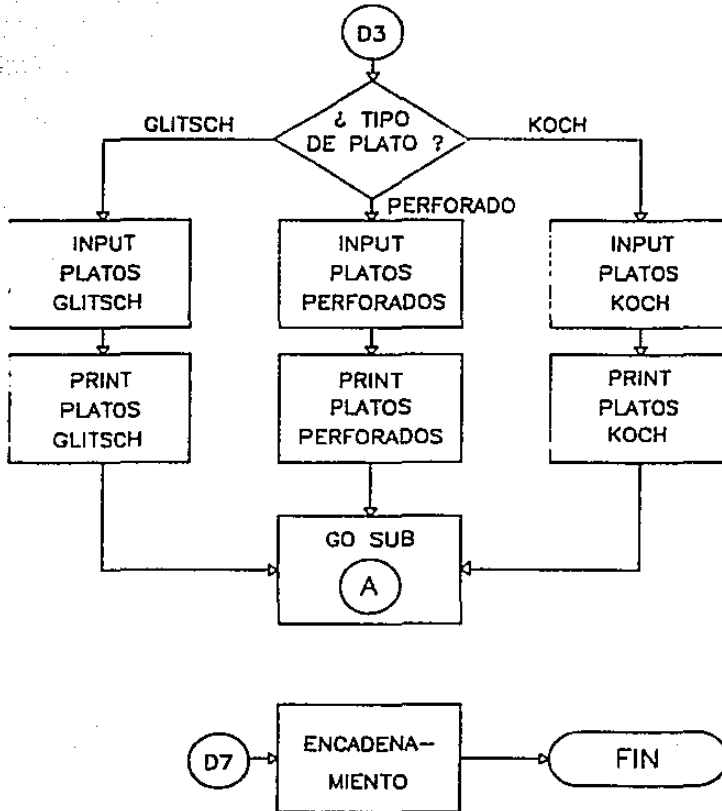 D3
¿ TIPO
DE PLATO ?
GLITSCH
KOCH
PERFORADO
INPUT
PLATOS
GLITSCH
INPUT
PLATOS
PERFORADOS
INPUT
PLATOS
KOCH
PRINT
PLATOS
GLITSCH
PRINT
PLATOS
PERFORADOS
PRINT
PLATOS
KOCH
GO SUB
A
D7
ENCADENA-
MIENTO
FIN